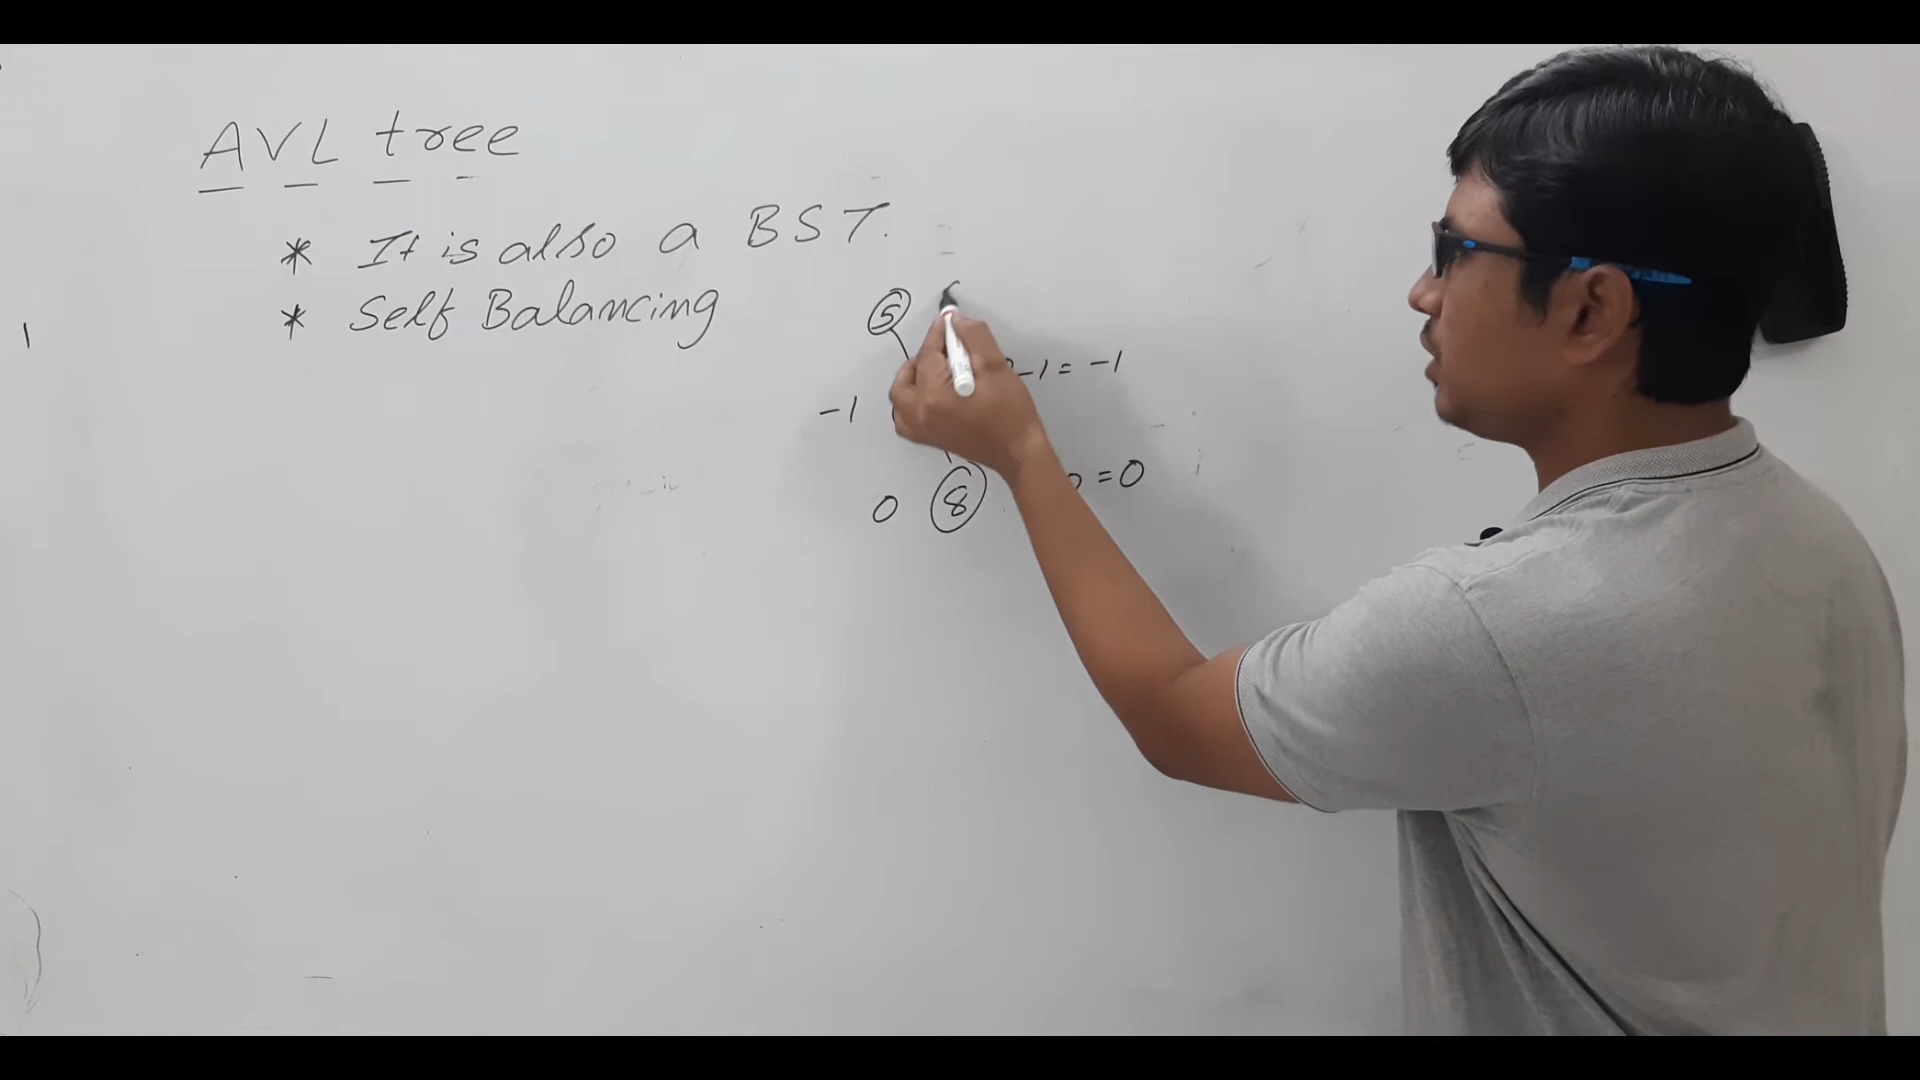 AVL tree
* It is also a BST.
* Self Balancing
5
-1 = -1
-1
0 8 = 0